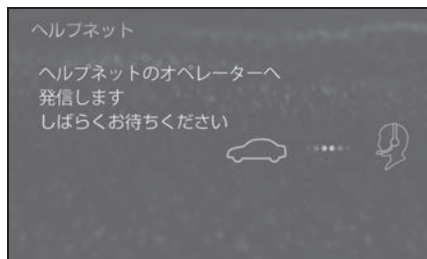 ヘルプネット
ヘルプネットのオペレーターへ
発信します
しばらくお待ちください